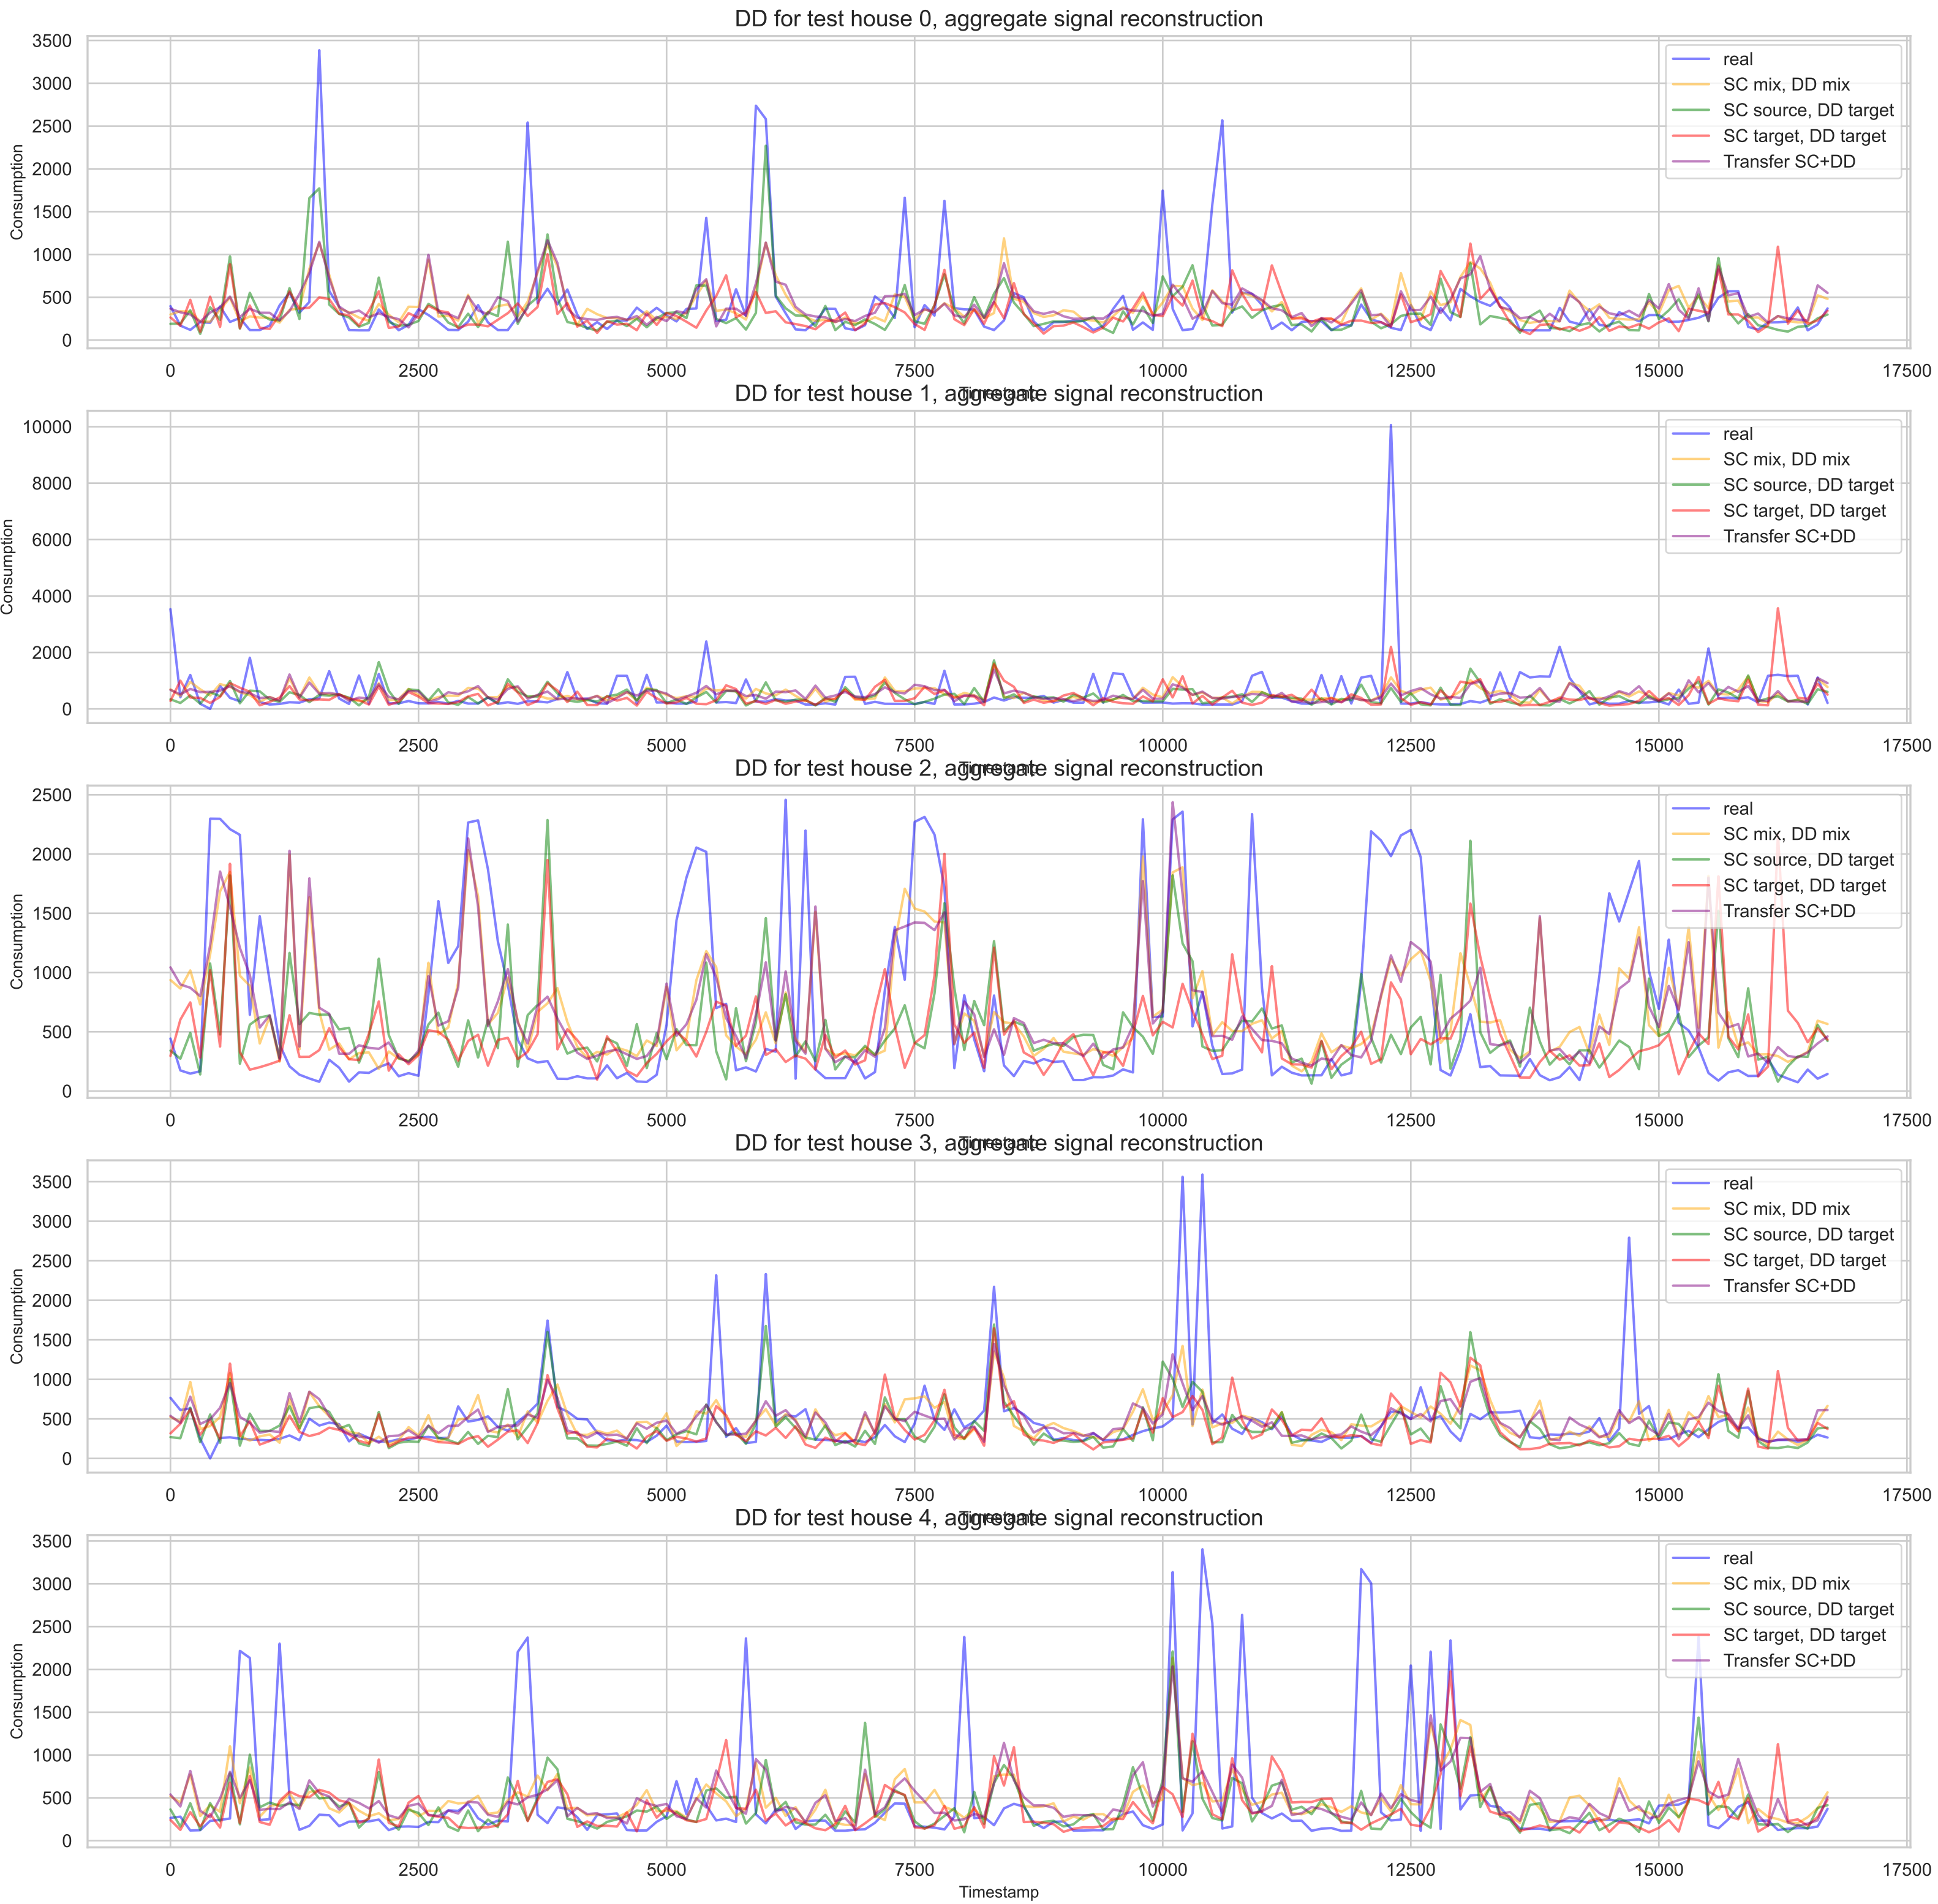 DD for test house 0, aggregate signal reconstruction
Consumption
3500
3000
2500
2000
1500
1000
500
0
real
SC mix, DD mix
SC source, DD target
SC target, DD target
Transfer SC+DD
0 2500 5000 7500 10000 12500 15000 17500
Timestamp
DD for test house 1, aggregate signal reconstruction
Consumption
10000
8000
6000
4000
2000
0
real
SC mix, DD mix
SC source, DD target
SC target, DD target
Transfer SC+DD
0 2500 5000 7500 10000 12500 15000 17500
Timestamp
DD for test house 2, aggregate signal reconstruction
Consumption
2500
2000
1500
1000
500
0
real
SC mix, DD mix
SC source, DD target
SC target, DD target
Transfer SC+DD
0 2500 5000 7500 10000 12500 15000 17500
Timestamp
DD for test house 3, aggregate signal reconstruction
Consumption
3500
3000
2500
2000
1500
1000
500
0
real
SC mix, DD mix
SC source, DD target
SC target, DD target
Transfer SC+DD
0 2500 5000 7500 10000 12500 15000 17500
Timestamp
DD for test house 4, aggregate signal reconstruction
Consumption
3500
3000
2500
2000
1500
1000
500
0
real
SC mix, DD mix
SC source, DD target
SC target, DD target
Transfer SC+DD
0 2500 5000 7500 10000 12500 15000 17500
Timestamp